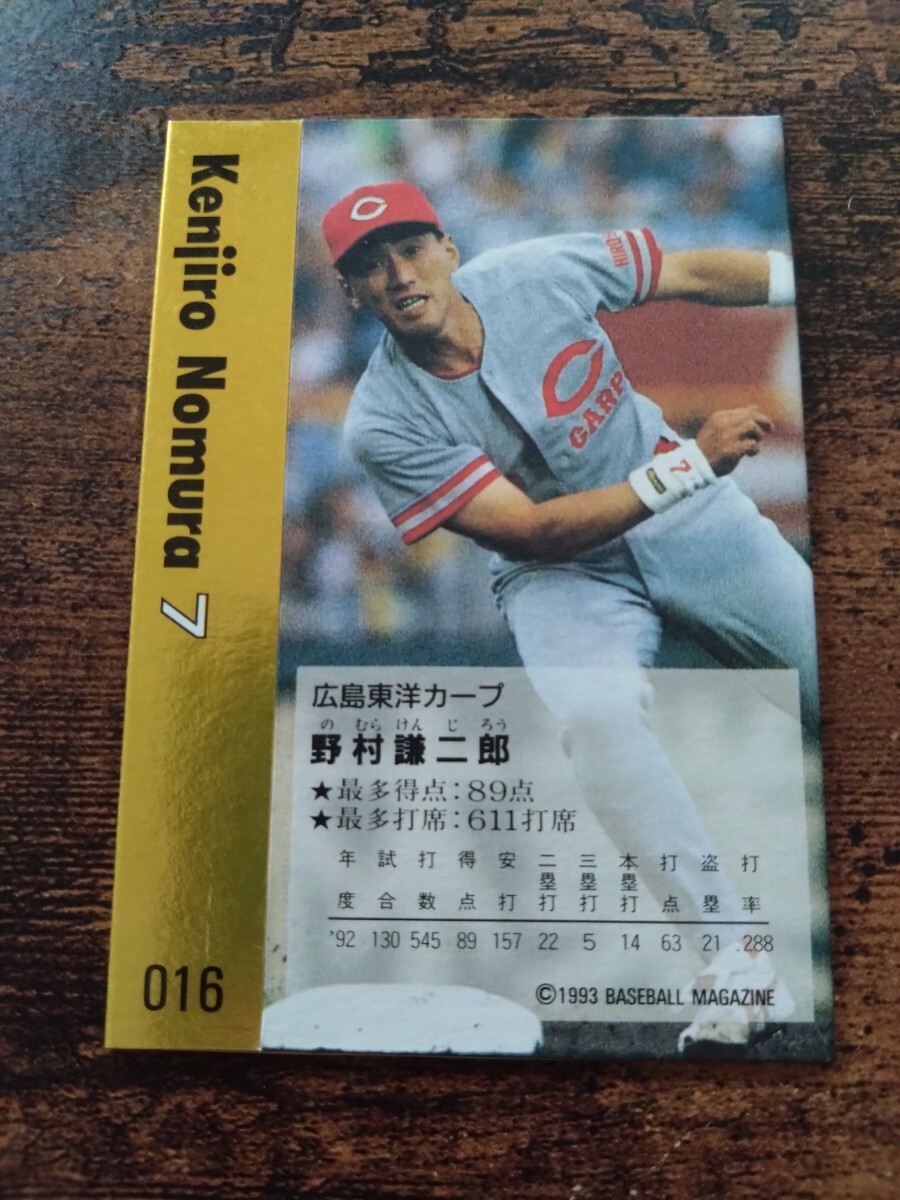 Kenjiro Nomura 7
016
HIRO
C
CARP
7
広島東洋カープ
の むら けん じ ろう
野村謙二郎
★最多得点：89点
★最多打席：611打席
年度 試合 打数 得点 安打 二塁打 三塁打 本塁打 打点 盗塁 打率
'92 130 545 89 157 22 5 14 63 21 .288
©1993 BASEBALL MAGAZINE